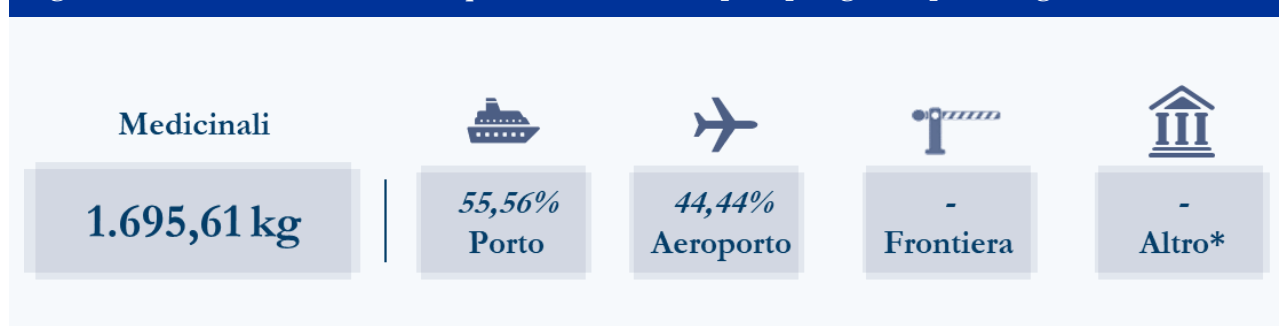 Medicinali
1.695,61 kg
55,56%
Porto
44,44%
Aeroporto
-
Frontiera
-
Altro*